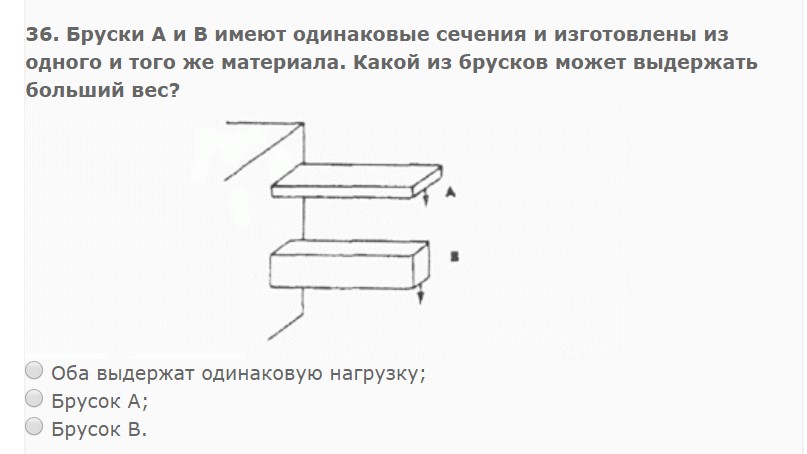 36. Бруски А и В имеют одинаковые сечения и изготовлены из
одного и того же материала. Какой из брусков может выдержать
больший вес?
A
B
Оба выдержат одинаковую нагрузку;
Брусок А;
Брусок В.